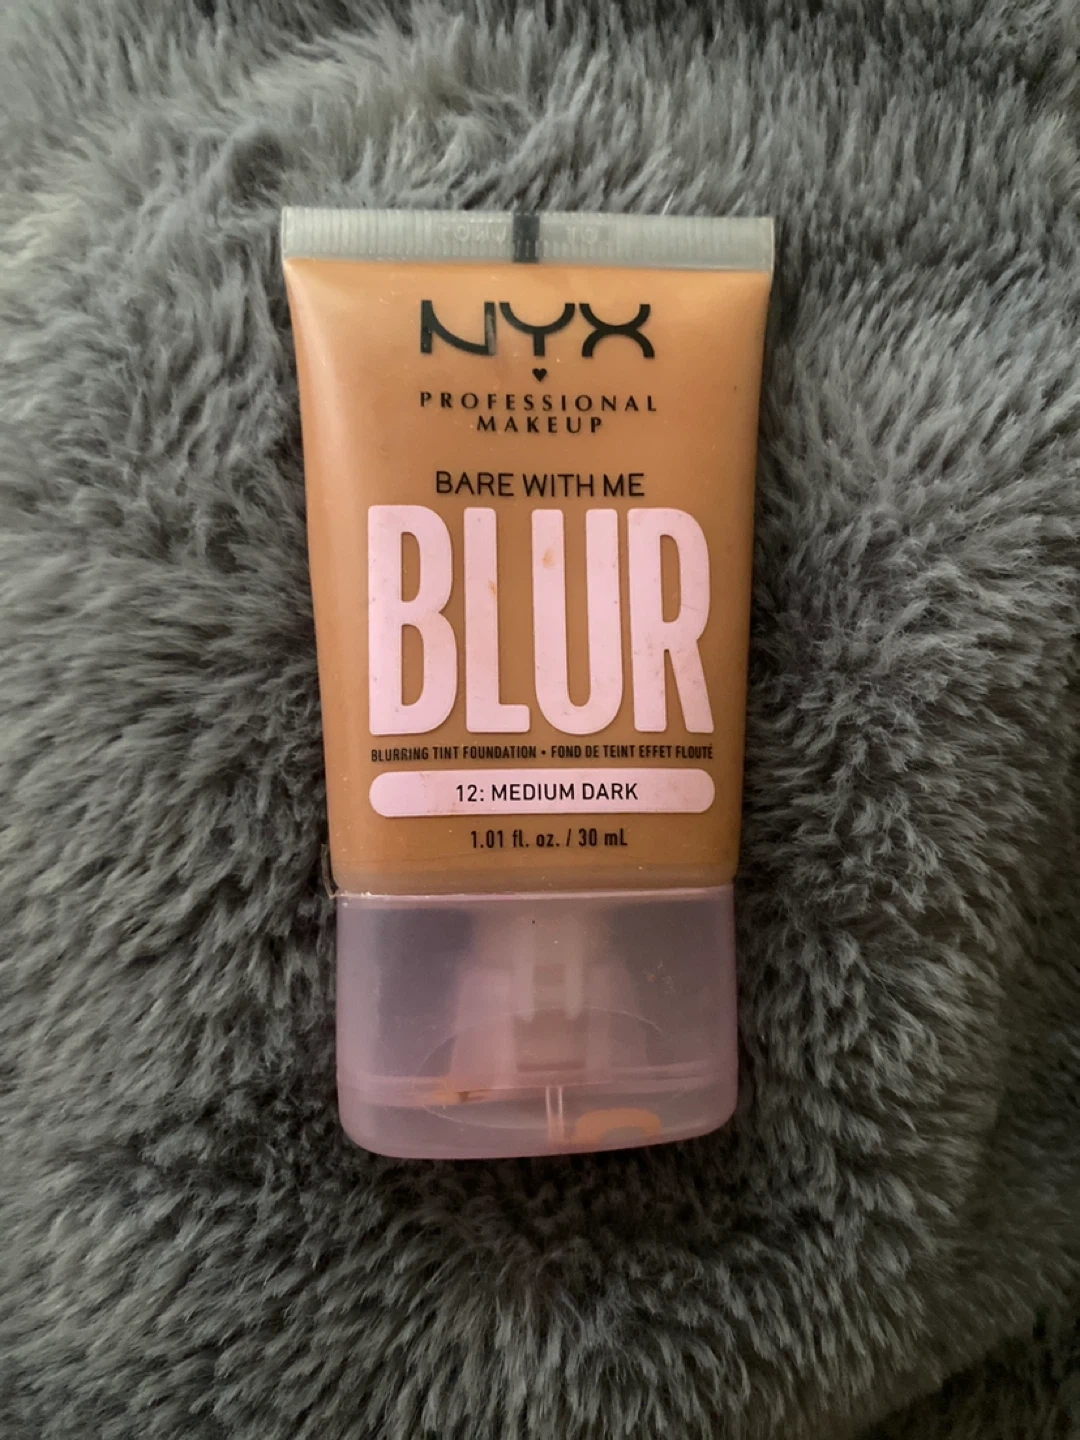 NYX
PROFESSIONAL
MAKEUP
BARE WITH ME
BLUR
BLURRING TINT FOUNDATION • FOND DE TEINT EFFET FLOUTÉ
12: MEDIUM DARK
1.01 fl. oz. / 30 mL